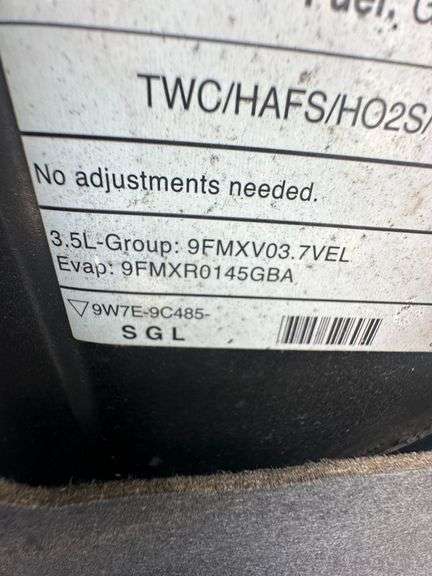 TWC/HAFS/HO2S/
No adjustments needed.
3.5L-Group: 9FMXV03.7VEL
Evap: 9FMXR0145GBA
▽9W7E-9C485-
SGL